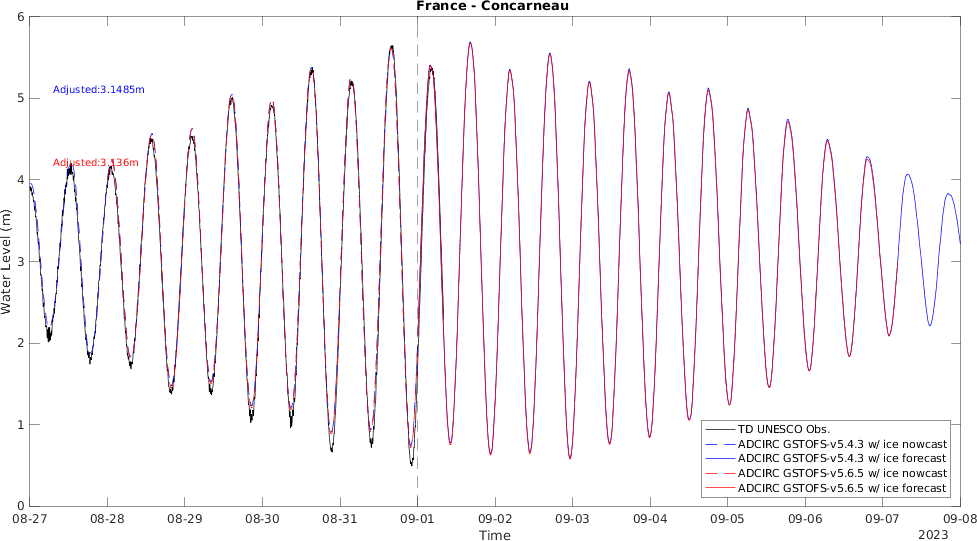 France - Concarneau
6
5
4
3
2
1
0
Water Level (m)
Adjusted:3.1485m
Adjusted:3.136m
TD UNESCO Obs.
ADCIRC GSTOFS-v5.4.3 w/ ice nowcast
ADCIRC GSTOFS-v5.4.3 w/ ice forecast
ADCIRC GSTOFS-v5.6.5 w/ ice nowcast
ADCIRC GSTOFS-v5.6.5 w/ ice forecast
08-27 08-28 08-29 08-30 08-31 09-01 09-02 09-03 09-04 09-05 09-06 09-07 09-08
Time
2023